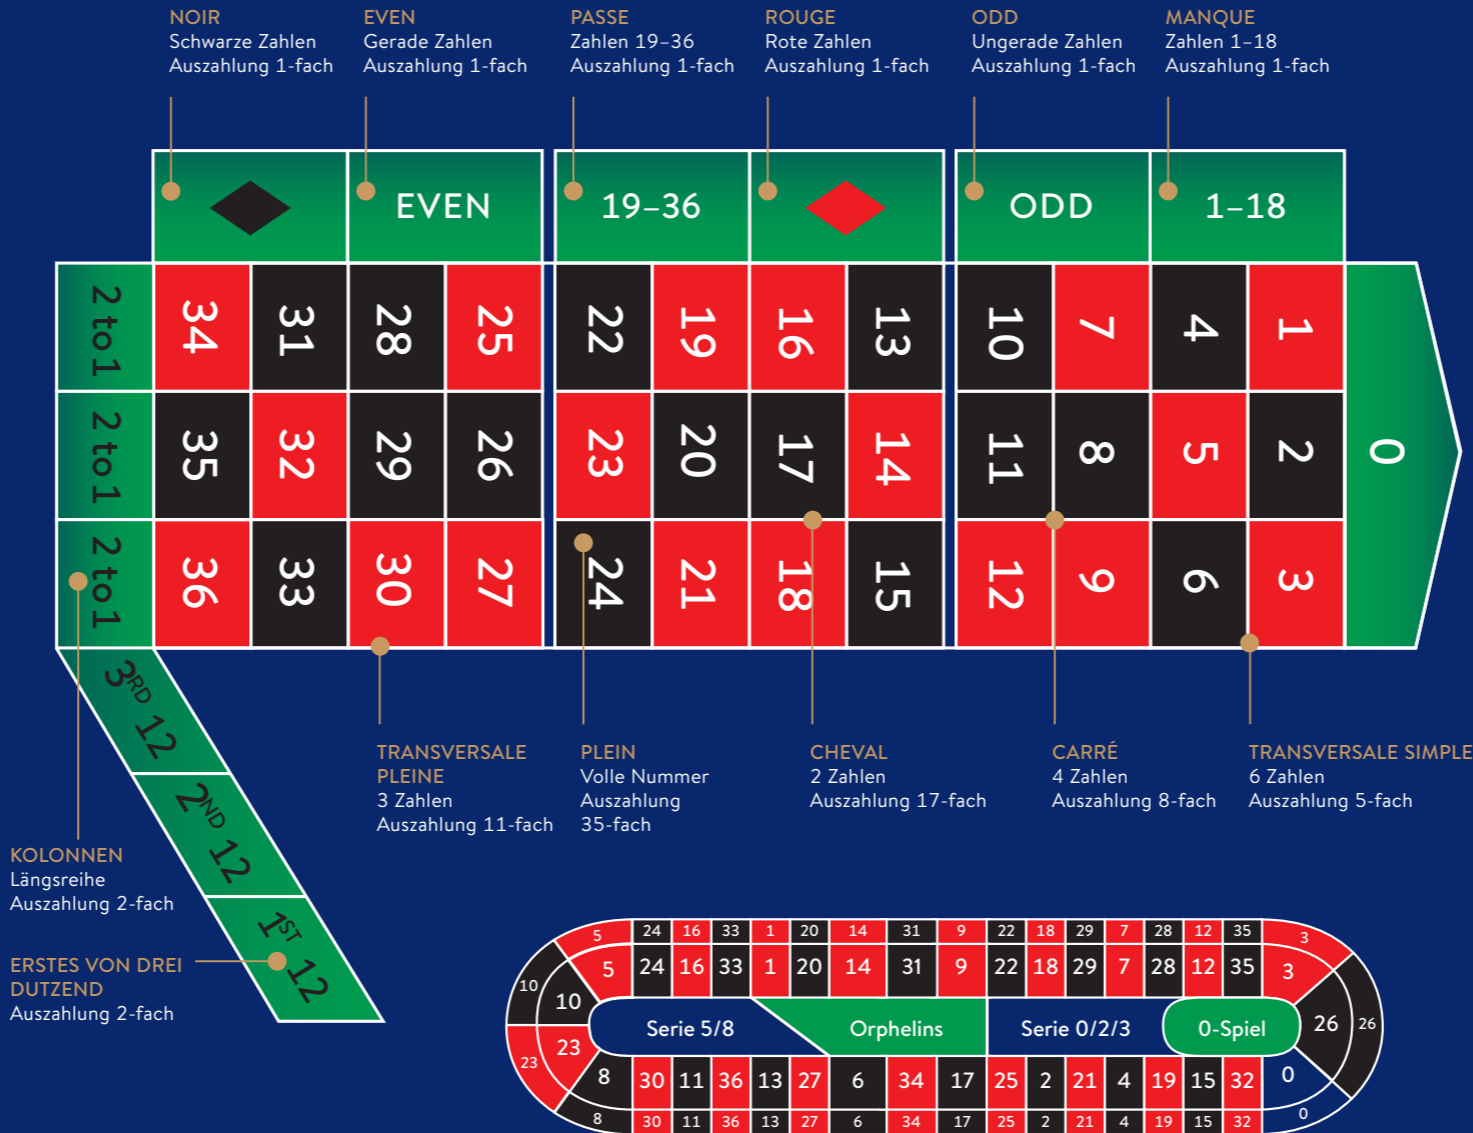 NOIR
Schwarze Zahlen
Auszahlung 1-fach
EVEN
Gerade Zahlen
Auszahlung 1-fach
PASSE
Zahlen 19–36
Auszahlung 1-fach
ROUGE
Rote Zahlen
Auszahlung 1-fach
ODD
Ungerade Zahlen
Auszahlung 1-fach
MANQUE
Zahlen 1–18
Auszahlung 1-fach
EVEN
19–36
ODD
1–18
2 to 1
34 31 28 25 22 19 16 13 10 7 4 1
2 to 1
35 32 29 26 23 20 17 14 11 8 5 2
0
2 to 1
36 33 30 27 24 21 18 15 12 9 6 3
3RD 12
2ND 12
1ST 12
TRANSVERSALE
PLEINE
3 Zahlen
Auszahlung 11-fach
PLEIN
Volle Nummer
Auszahlung
35-fach
CHEVAL
2 Zahlen
Auszahlung 17-fach
CARRÉ
4 Zahlen
Auszahlung 8-fach
TRANSVERSALE SIMPLE
6 Zahlen
Auszahlung 5-fach
KOLONNEN
Längsreihe
Auszahlung 2-fach
ERSTES VON DREI
DUTZEND
Auszahlung 2-fach
5 24 16 33 1 20 14 31 9 22 18 29 7 28 12 35 3
5 24 16 33 1 20 14 31 9 22 18 29 7 28 12 35 3
10 10
Serie 5/8
Orphelins
Serie 0/2/3
0-Spiel
26 26
23 23
8 30 11 36 13 27 6 34 17 25 2 21 4 19 15 32 0
8 30 11 36 13 27 6 34 17 25 2 21 4 19 15 32 0